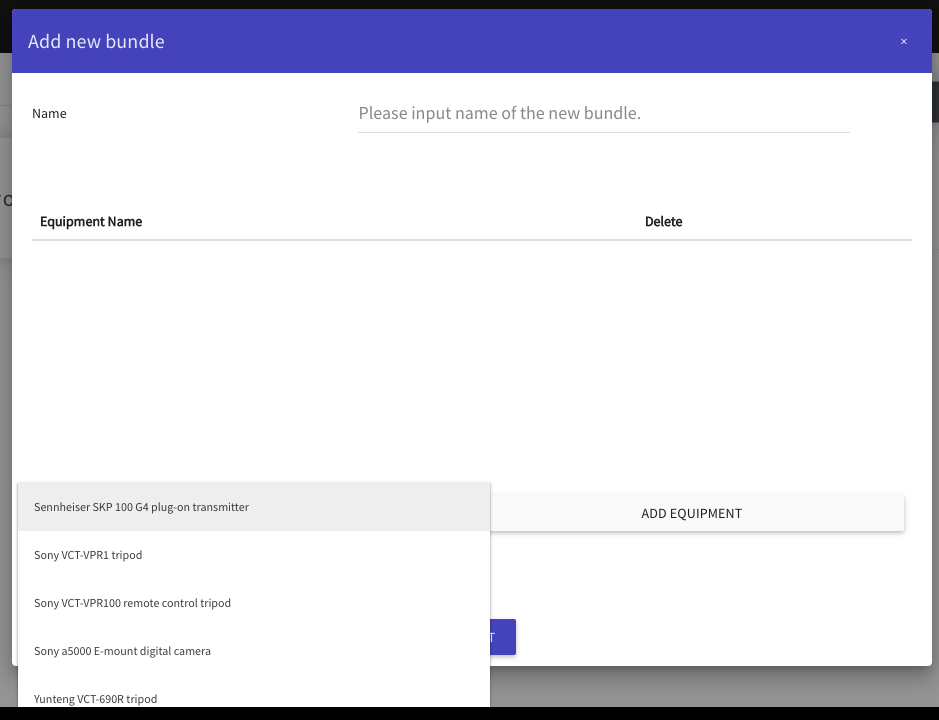 Add new bundle ×
Name
Please input name of the new bundle.
Equipment Name Delete
Sennheiser SKP 100 G4 plug-on transmitter
ADD EQUIPMENT
Sony VCT-VPR1 tripod
Sony VCT-VPR100 remote control tripod
T
Sony a5000 E-mount digital camera
Yunteng VCT-690R tripod